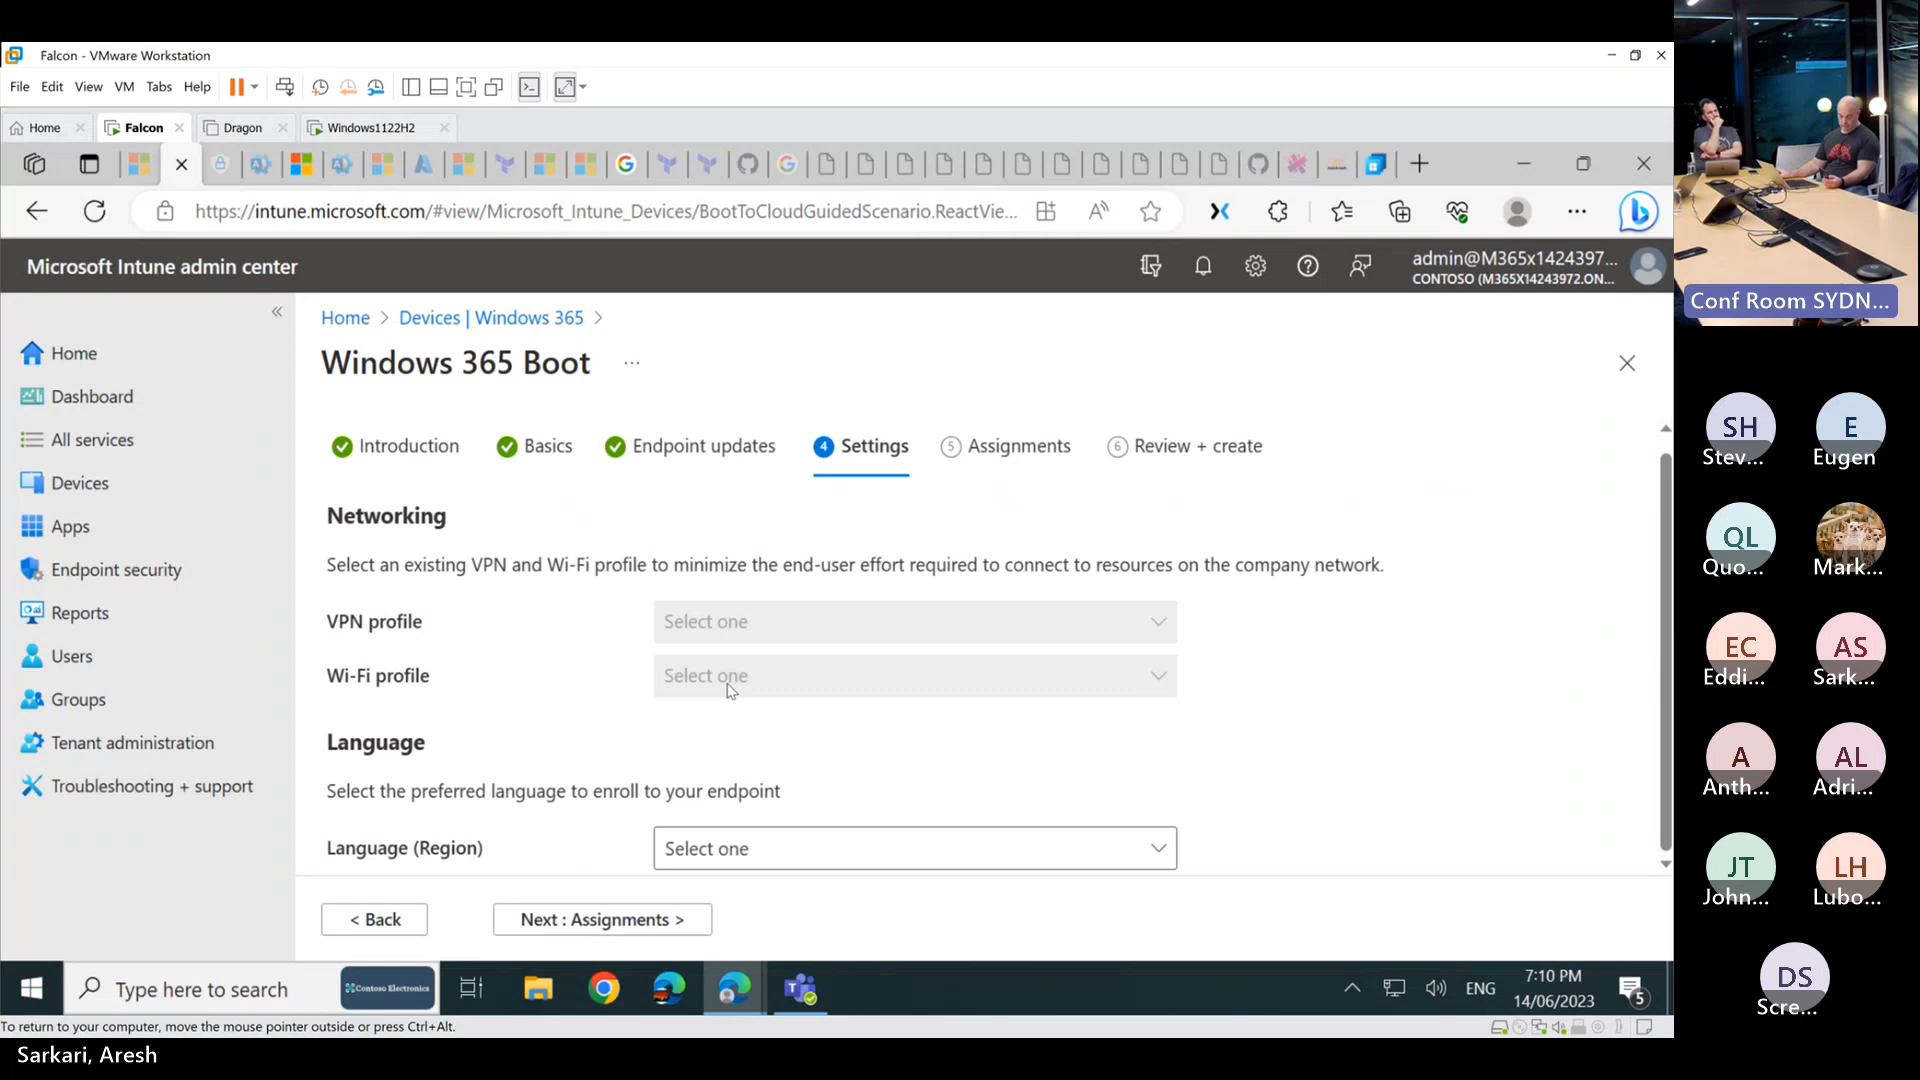 Falcon - VMware Workstation
File Edit View VM Tabs Help
Home Falcon Dragon Windows1122H2
https://intune.microsoft.com/#view/Microsoft_Intune_Devices/BootToCloudGuidedScenario.ReactVie...
Microsoft Intune admin center
admin@M365x1424397...
CONTOSO (M365X14243972.ON...
Home
Dashboard
All services
Devices
Apps
Endpoint security
Reports
Users
Groups
Tenant administration
Troubleshooting + support
Home > Devices | Windows 365 >
Windows 365 Boot ...
Introduction Basics Endpoint updates 4 Settings 5 Assignments 6 Review + create
Networking
Select an existing VPN and Wi-Fi profile to minimize the end-user effort required to connect to resources on the company network.
VPN profile Select one
Wi-Fi profile Select one
Language
Select the preferred language to enroll to your endpoint
Language (Region) Select one
< Back Next : Assignments >
Type here to search
Contoso Electronics
ENG
7:10 PM
14/06/2023
5
To return to your computer, move the mouse pointer outside or press Ctrl+Alt.
Sarkari, Aresh
Conf Room SYDN...
SH E
Stev... Eugen
QL
Quo... Mark...
EC AS
Eddi... Sark...
A AL
Anth... Adri...
JT LH
John... Lubo...
DS
Scre...